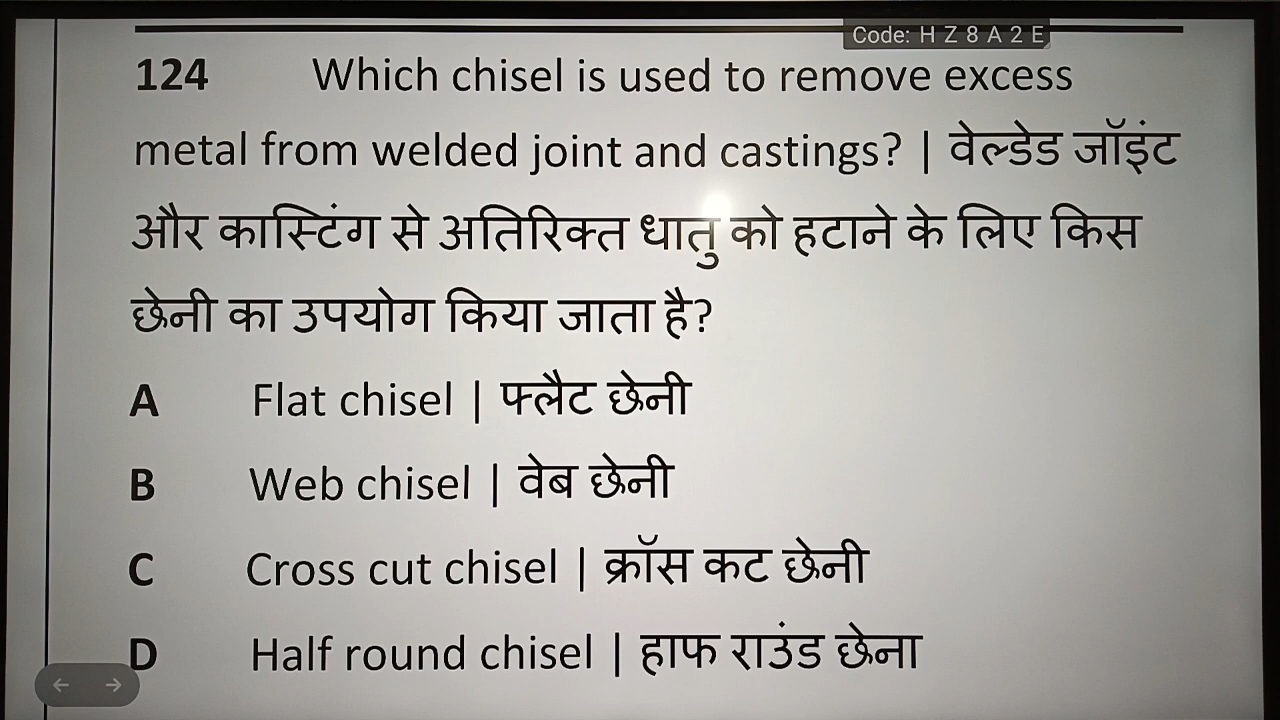 Code: H Z 8 A 2 E
124 Which chisel is used to remove excess
metal from welded joint and castings? | वेल्डेड जॉइंट
और कास्टिंग से अतिरिक्त धातु को हटाने के लिए किस
छेनी का उपयोग किया जाता है?
A Flat chisel | फ्लैट छेनी
B Web chisel | वेब छेनी
C Cross cut chisel | क्रॉस कट छेनी
D Half round chisel | हाफ राउंड छेना